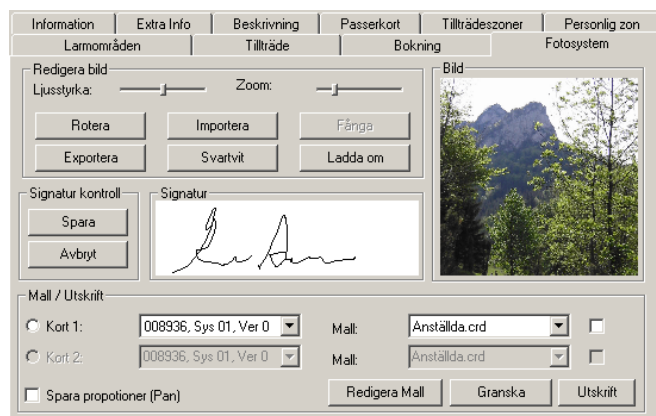 Information Extra Info Beskrivning Passerkort Tillträdeszoner Personlig zon
Larmområden Tillträde Bokning Fotosystem
Redigera bild
Ljusstyrka: Zoom:
Rotera Importera Fånga
Exportera Svartvit Ladda om
Bild
Signatur kontroll
Spara
Avbryt
Signatur
Mall / Utskrift
Kort 1: 008936, Sys 01, Ver 0 Mall: Anställda.crd
Kort 2: 008936, Sys 01, Ver 0 Mall: Anställda.crd
Spara propotioner (Pan) Redigera Mall Granska Utskrift